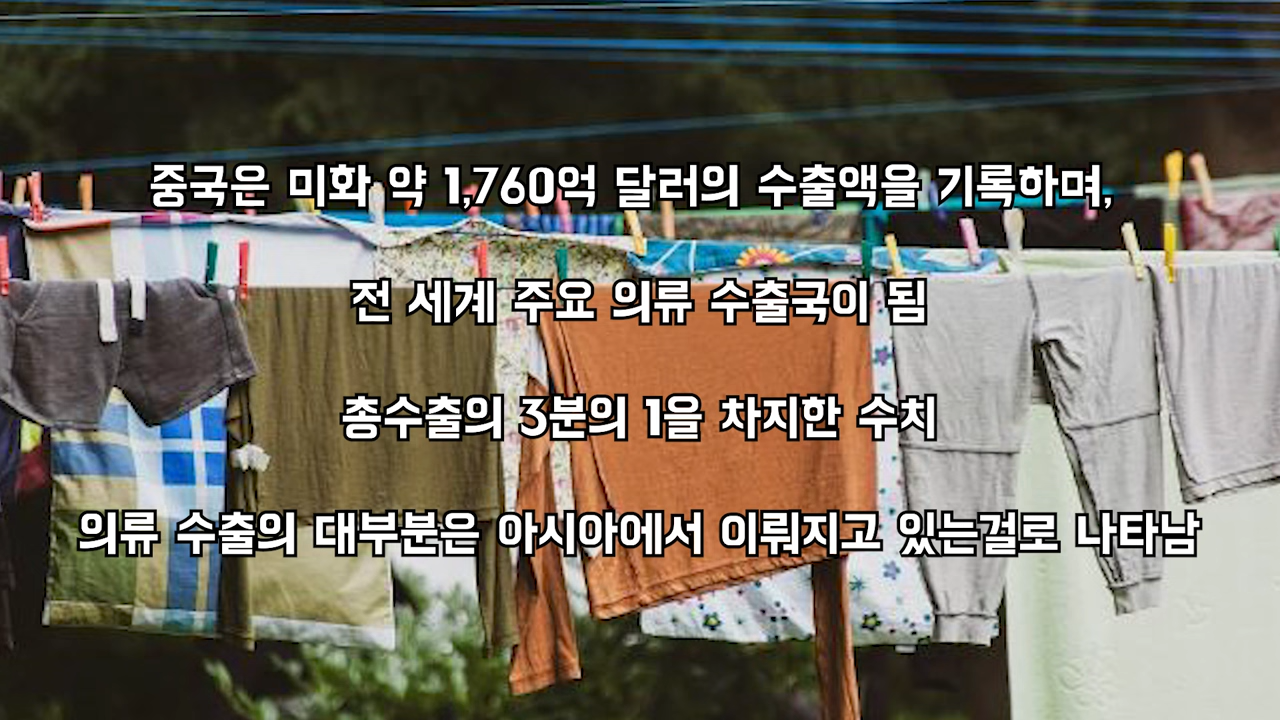 중국은 미화 약 1,760억 달러의 수출액을 기록하며,
전 세계 주요 의류 수출국이 됨
총수출의 3분의 1을 차지한 수치
의류 수출의 대부분은 아시아에서 이뤄지고 있는걸로 나타남